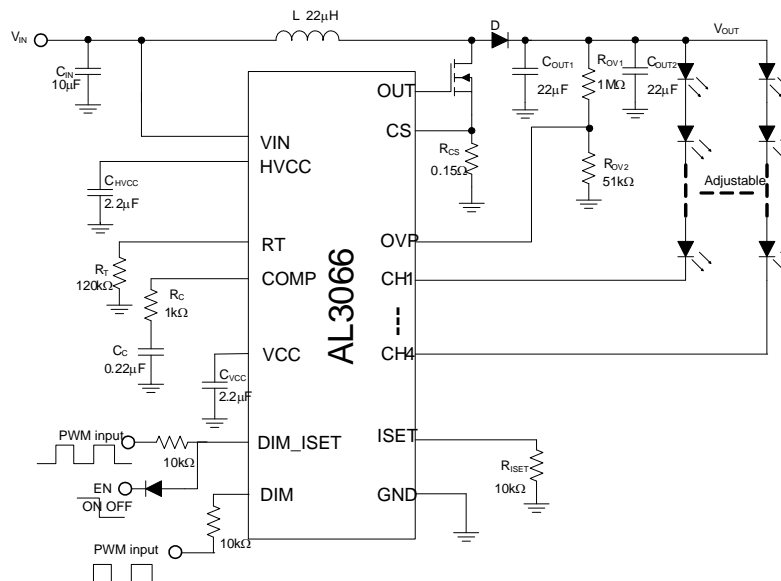 L 22µH
D
VIN
VOUT
CIN
10µF
COUT1
22µF
ROV1
1MΩ
COUT2
22µF
OUT
VIN
CS
RCS
0.15Ω
HVCC
CHVCC
2.2µF
ROV2
51kΩ
Adjustable
RT
OVP
RT
120kΩ
COMP
CH1
RC
1kΩ
AL3066
CC
0.22µF
VCC
CH4
CVCC
2.2µF
PWM input
10kΩ
DIM_ISET
ISET
EN
ON OFF
RISET
10kΩ
DIM
GND
10kΩ
PWM input